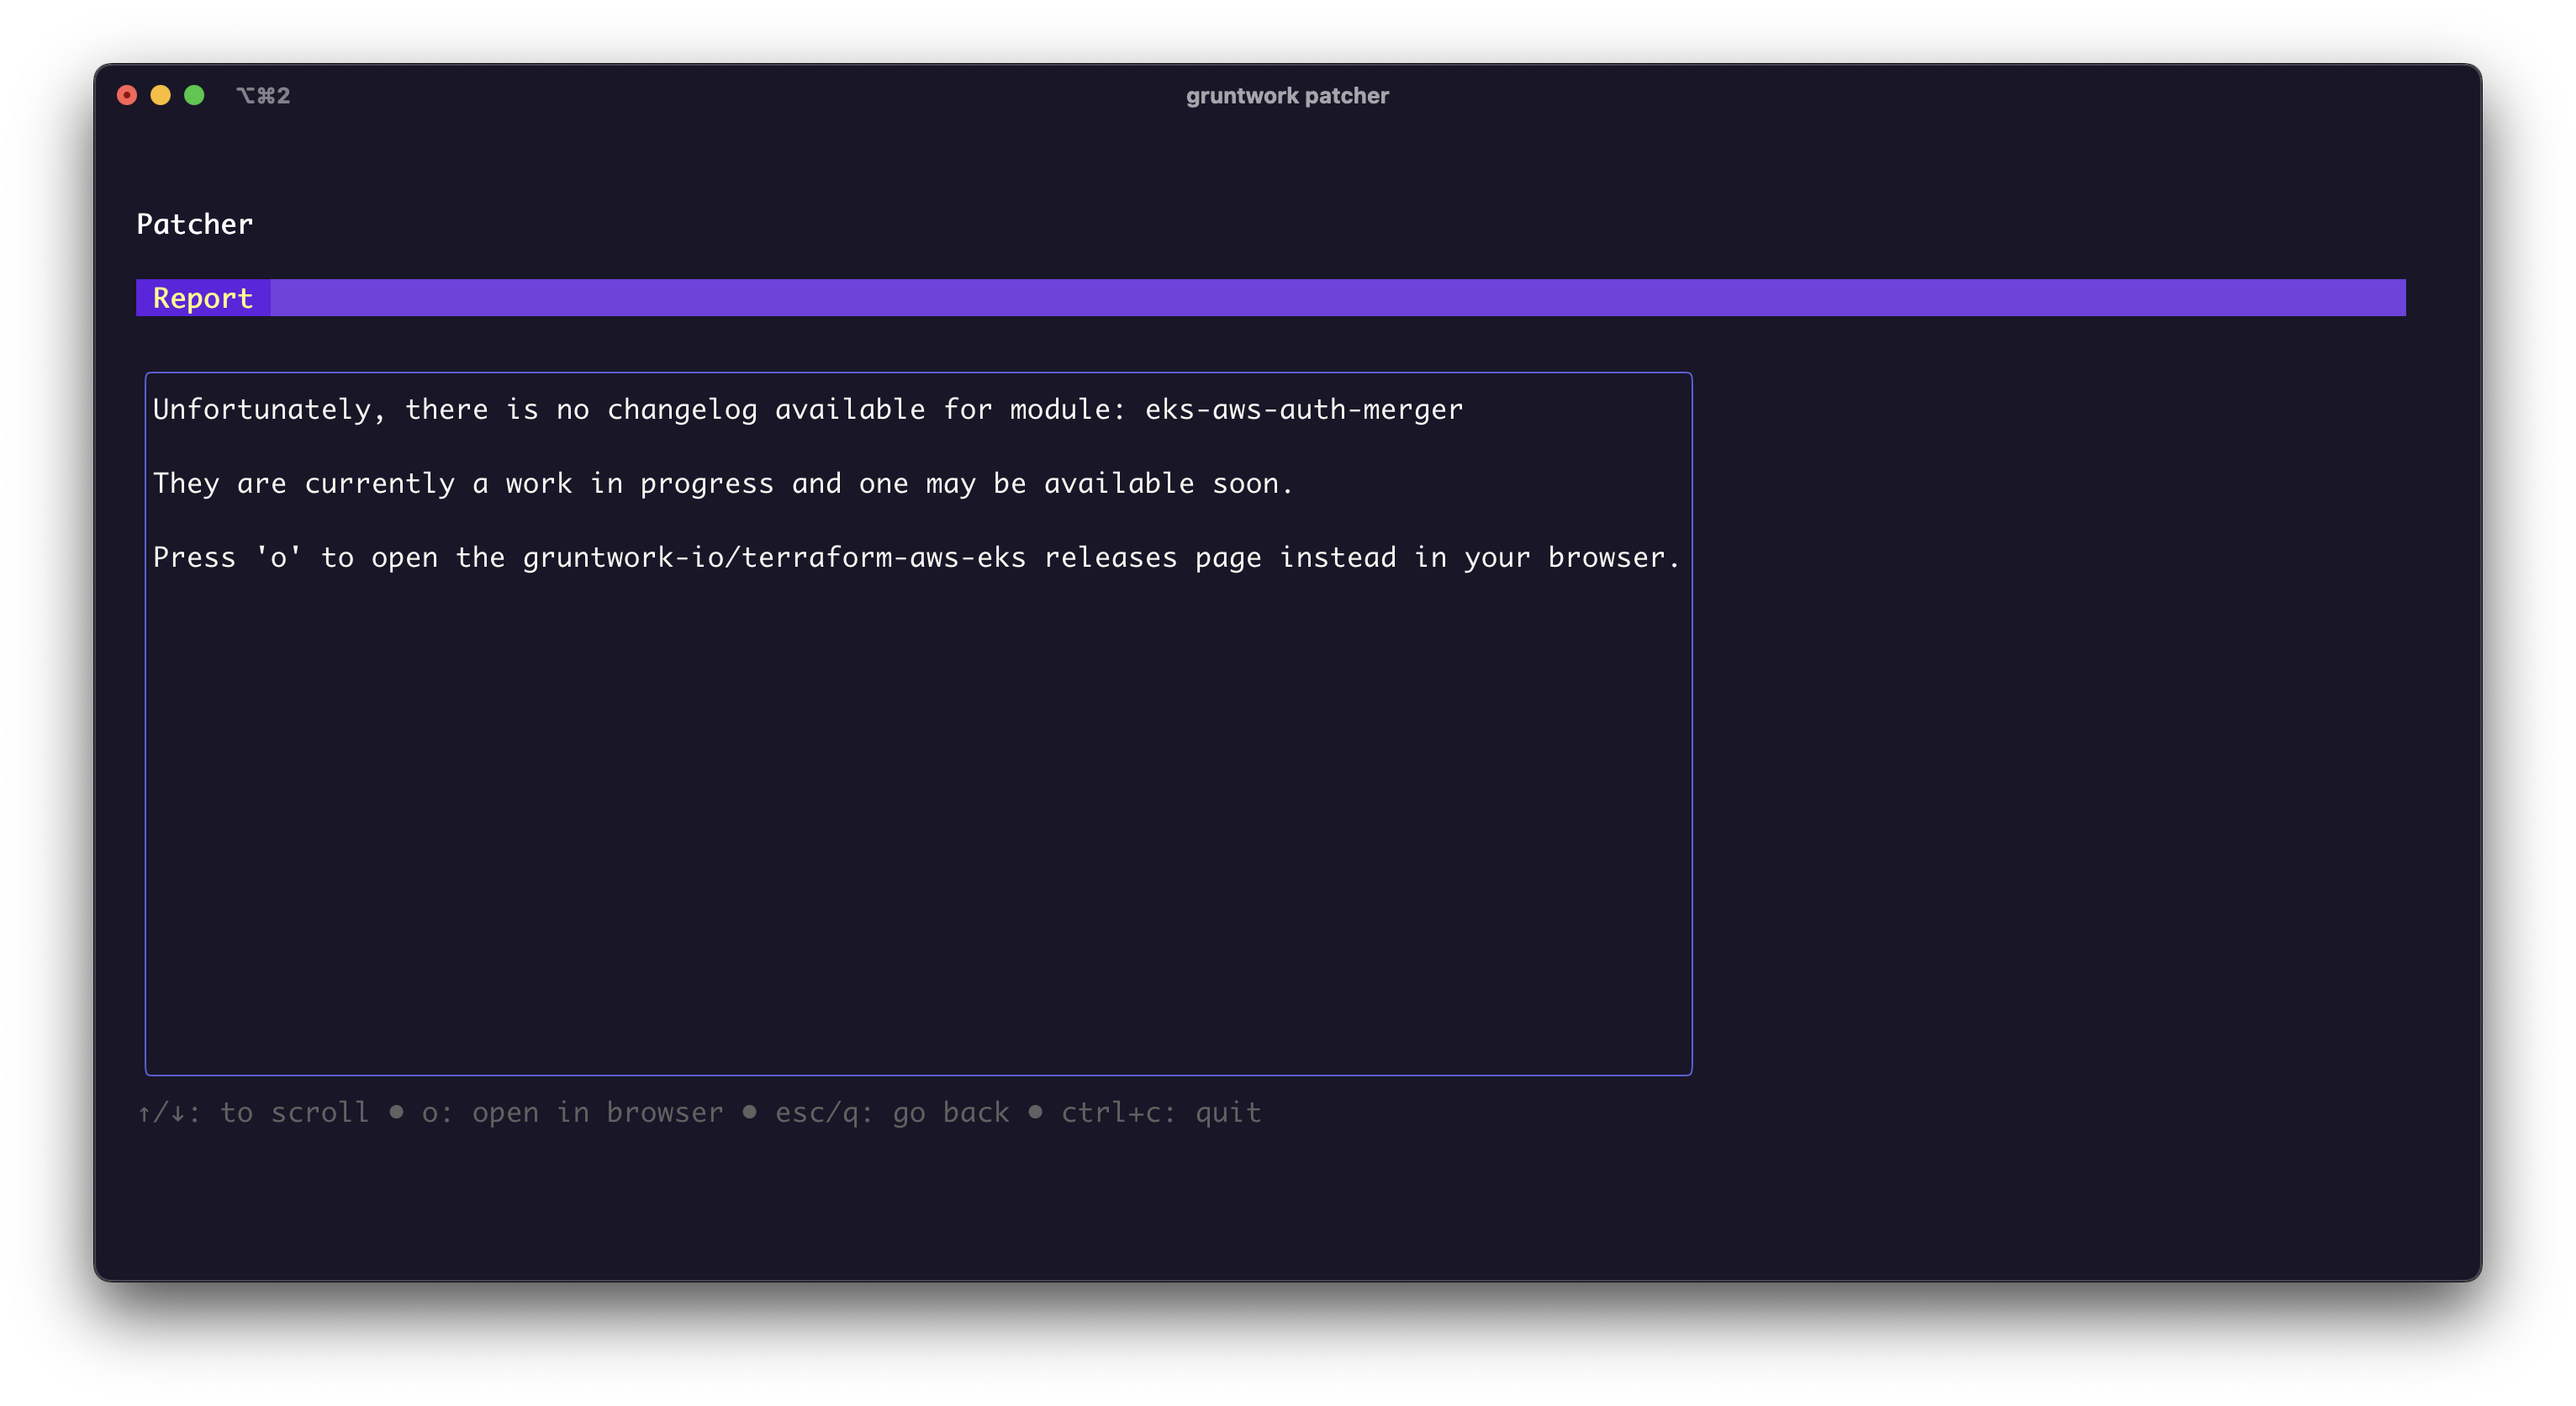 ⌥⌘2 gruntwork patcher
Patcher
Report
Unfortunately, there is no changelog available for module: eks-aws-auth-merger
They are currently a work in progress and one may be available soon.
Press 'o' to open the gruntwork-io/terraform-aws-eks releases page instead in your browser.
↑/↓: to scroll • o: open in browser • esc/q: go back • ctrl+c: quit